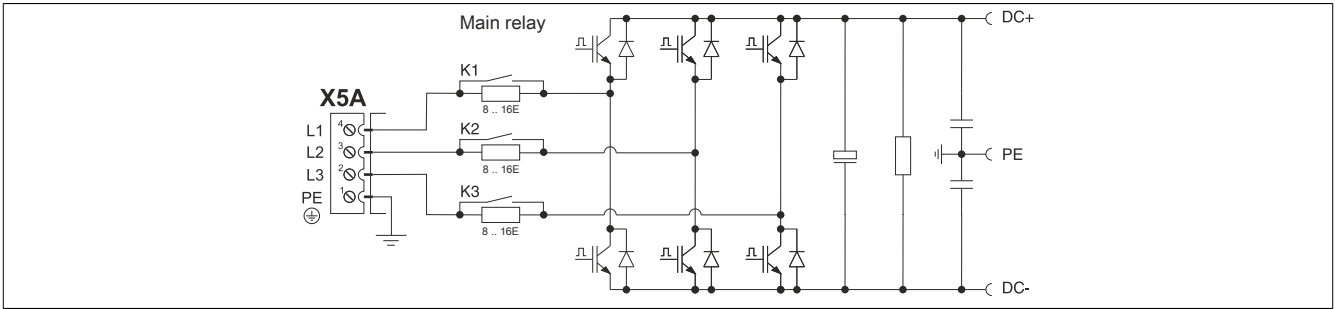 Main relay
DC+
K1
X5A
8 .. 16E
L1 4
K2
L2 3
8 .. 16E
PE
L3 2
K3
PE 1
8 .. 16E
DC-